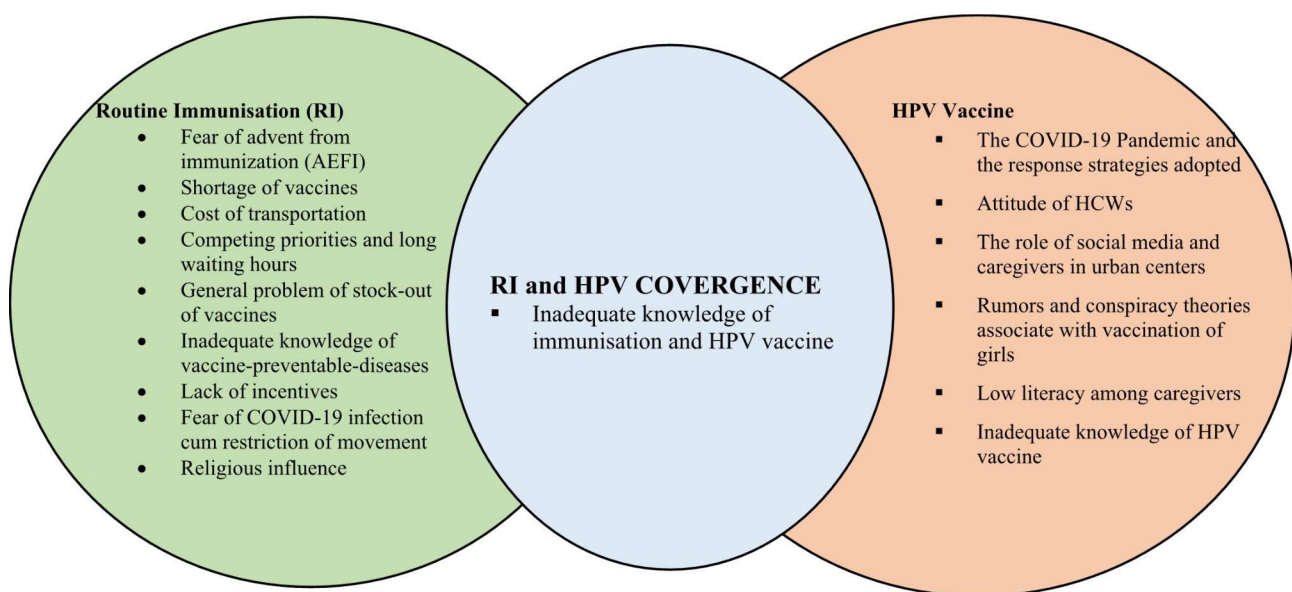 Routine Immunisation (RI)
• Fear of advent from
immunization (AEFI)
• Shortage of vaccines
• Cost of transportation
• Competing priorities and long
waiting hours
• General problem of stock-out
of vaccines
• Inadequate knowledge of
vaccine-preventable-diseases
• Lack of incentives
• Fear of COVID-19 infection
cum restriction of movement
• Religious influence
RI and HPV COVERGENCE
▪ Inadequate knowledge of
immunisation and HPV vaccine
HPV Vaccine
▪ The COVID-19 Pandemic and
the response strategies adopted
▪ Attitude of HCWs
▪ The role of social media and
caregivers in urban centers
▪ Rumors and conspiracy theories
associate with vaccination of
girls
▪ Low literacy among caregivers
▪ Inadequate knowledge of HPV
vaccine